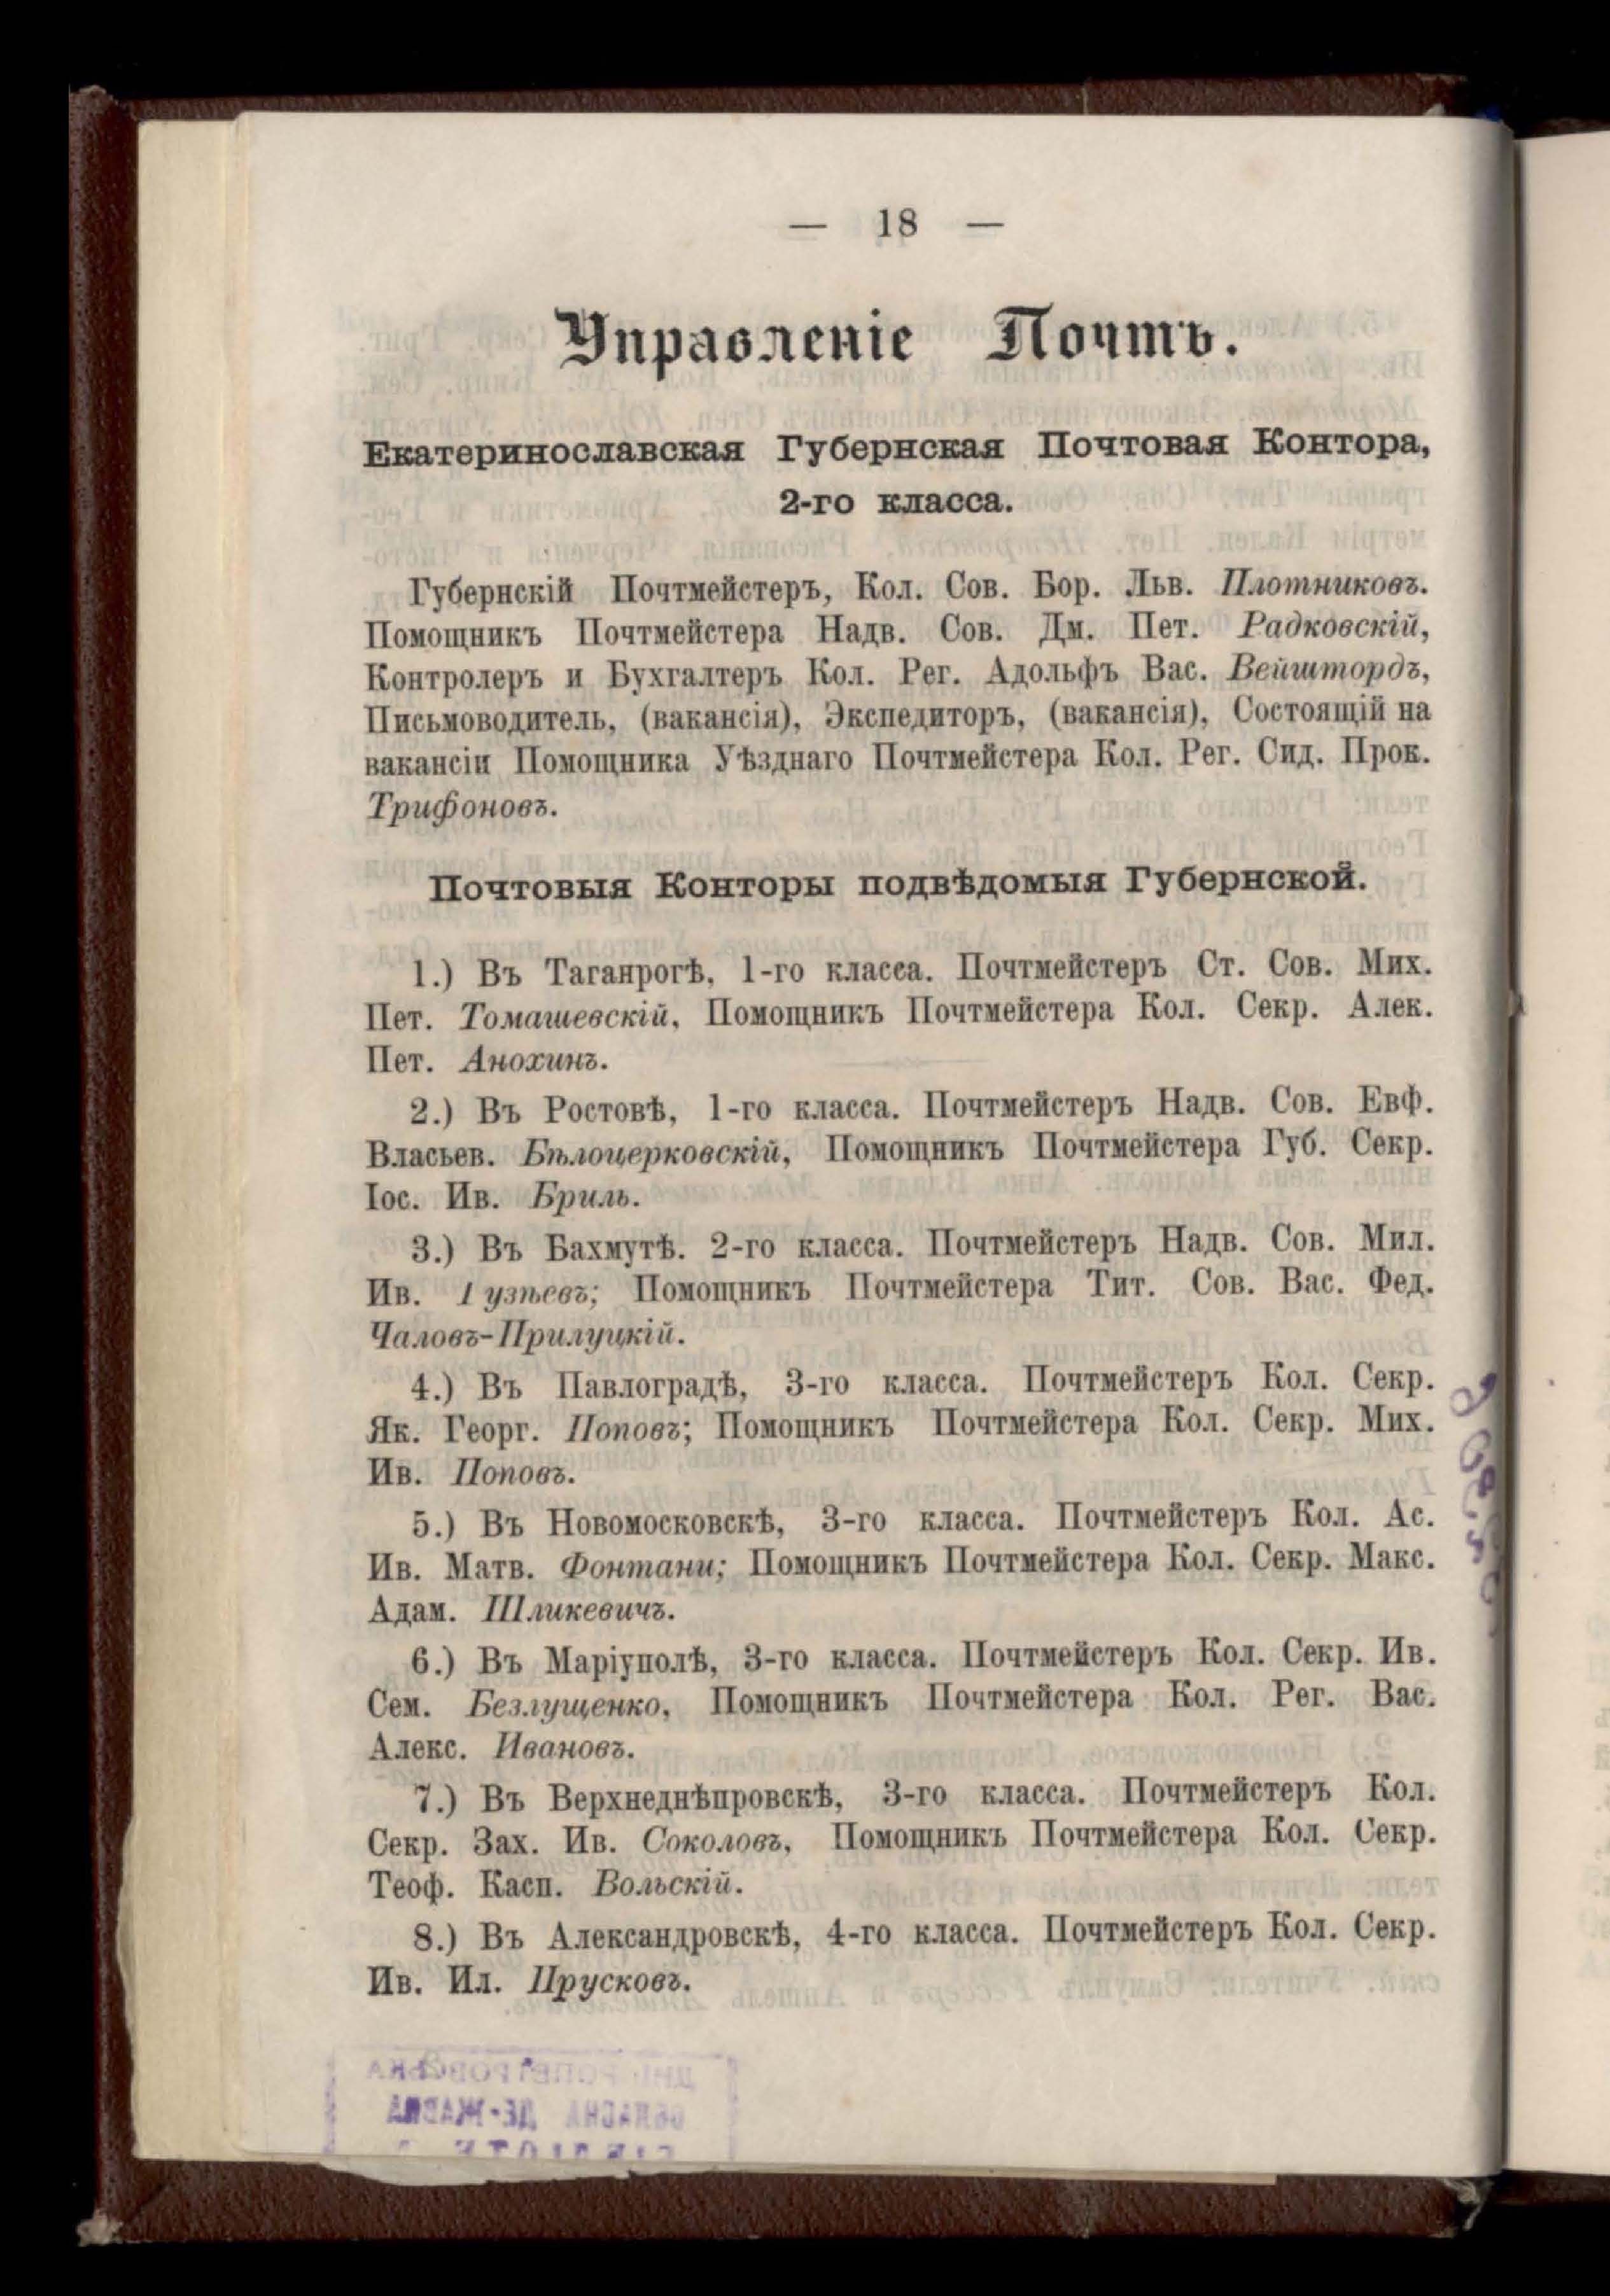 — 18 —
Управленіе Почтъ.
Екатеринославская Губернская Почтовая Контора,
2-го класса.
Губернскій Почтмейстеръ, Кол. Сов. Бор. Льв. Плотниковъ.
Помощникъ Почтмейстера Надв. Сов. Дм. Пет. Радковскій,
Контролеръ и Бухгалтеръ Кол. Рег. Адольфъ Вас. Вейштордъ,
Письмоводитель, (вакансія), Экспедиторъ, (вакансія), Состоящій на
вакансіи Помощника Уѣзднаго Почтмейстера Кол. Рег. Сид. Прок.
Трифоновъ.
Почтовыя Конторы подвѣдомыя Губернской.
1.) Въ Таганрогѣ, 1-го класса. Почтмейстеръ Ст. Сов. Мих.
Пет. Томашевскій, Помощникъ Почтмейстера Кол. Секр. Алек.
Пет. Анохинъ.
2.) Въ Ростовѣ, 1-го класса. Почтмейстеръ Надв. Сов. Евф.
Власьев. Бѣлоцерковскій, Помощникъ Почтмейстера Губ. Секр.
Іос. Ив. Бриль.
3.) Въ Бахмутѣ. 2-го класса. Почтмейстеръ Надв. Сов. Мил.
Ив. Гузѣевъ; Помощникъ Почтмейстера Тит. Сов. Вас. Фед.
Чаловъ-Прилуцкій.
4.) Въ Павлоградѣ, 3-го класса. Почтмейстеръ Кол. Секр.
Як. Георг. Поповъ; Помощникъ Почтмейстера Кол. Секр. Мих.
Ив. Поповъ.
5.) Въ Новомосковскѣ, 3-го класса. Почтмейстеръ Кол. Ас.
Ив. Матв. Фонтани; Помощникъ Почтмейстера Кол. Секр. Макс.
Адам. Шликевичъ.
6.) Въ Маріуполѣ, 3-го класса. Почтмейстеръ Кол. Секр. Ив.
Сем. Безлущенко, Помощникъ Почтмейстера Кол. Рег. Вас.
Алекс. Ивановъ.
7.) Въ Верхнеднѣпровскѣ, 3-го класса. Почтмейстеръ Кол.
Секр. Зах. Ив. Соколовъ, Помощникъ Почтмейстера Кол. Секр.
Теоф. Касп. Вольскій.
8.) Въ Александровскѣ, 4-го класса. Почтмейстеръ Кол. Секр.
Ив. Ил. Прусковъ.